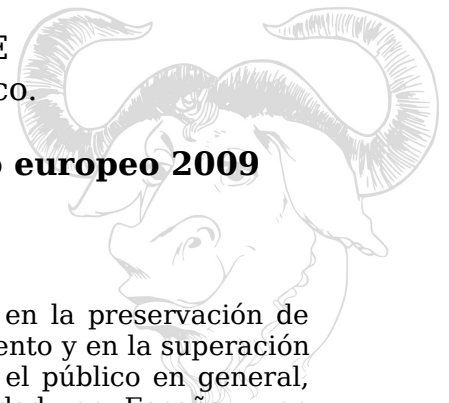 E
co.
europeo 2009
en la preservación de
ento y en la superación
el público en general,